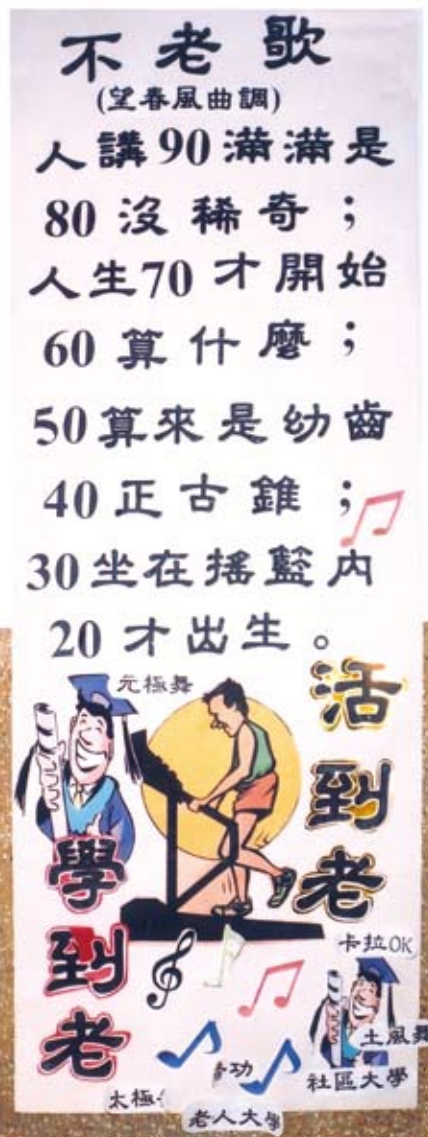 不老歌
(望春風曲調)
人講90滿滿是
80沒稀奇；
人生70才開始
60算什麼；
50算來是幼齒
40正古錐；
30坐在搖籃內
20才出生。
元極舞
活到老
學到老
卡拉OK
土風舞
社區大學
太極
功
老人大學